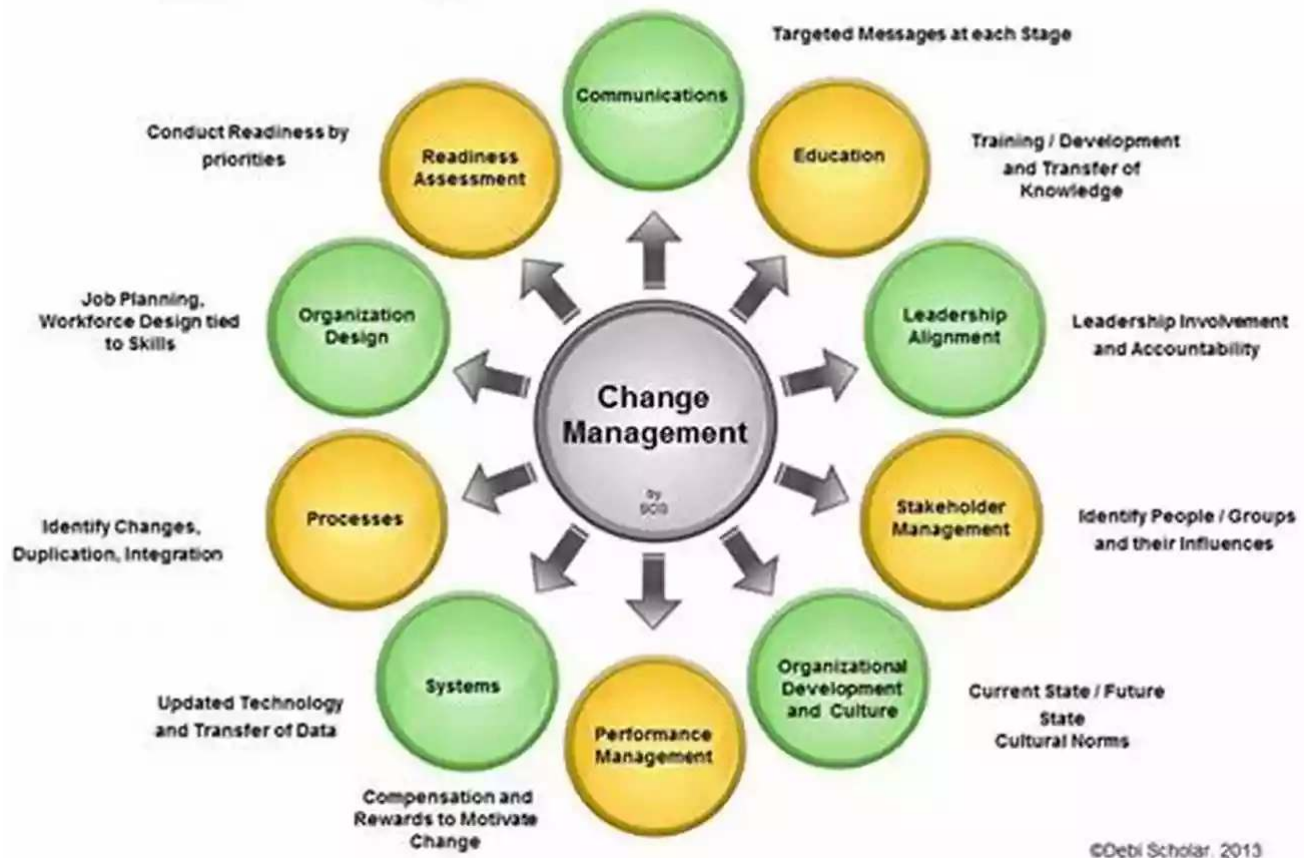 Communications
Targeted Messages at each Stage
Education
Training / Development
and Transfer of
Knowledge
Leadership
Alignment
Leadership Involvement
and Accountability
Stakeholder
Management
Identify People / Groups
and their Influences
Organizational
Development
and Culture
Current State / Future
State
Cultural Norms
Performance
Management
Compensation and
Rewards to Motivate
Change
Systems
Updated Technology
and Transfer of Data
Processes
Identify Changes,
Duplication, Integration
Organization
Design
Job Planning,
Workforce Design tied
to Skills
Readiness
Assessment
Conduct Readiness by
priorities
Change
Management
By
©Debi Scholar, 2013